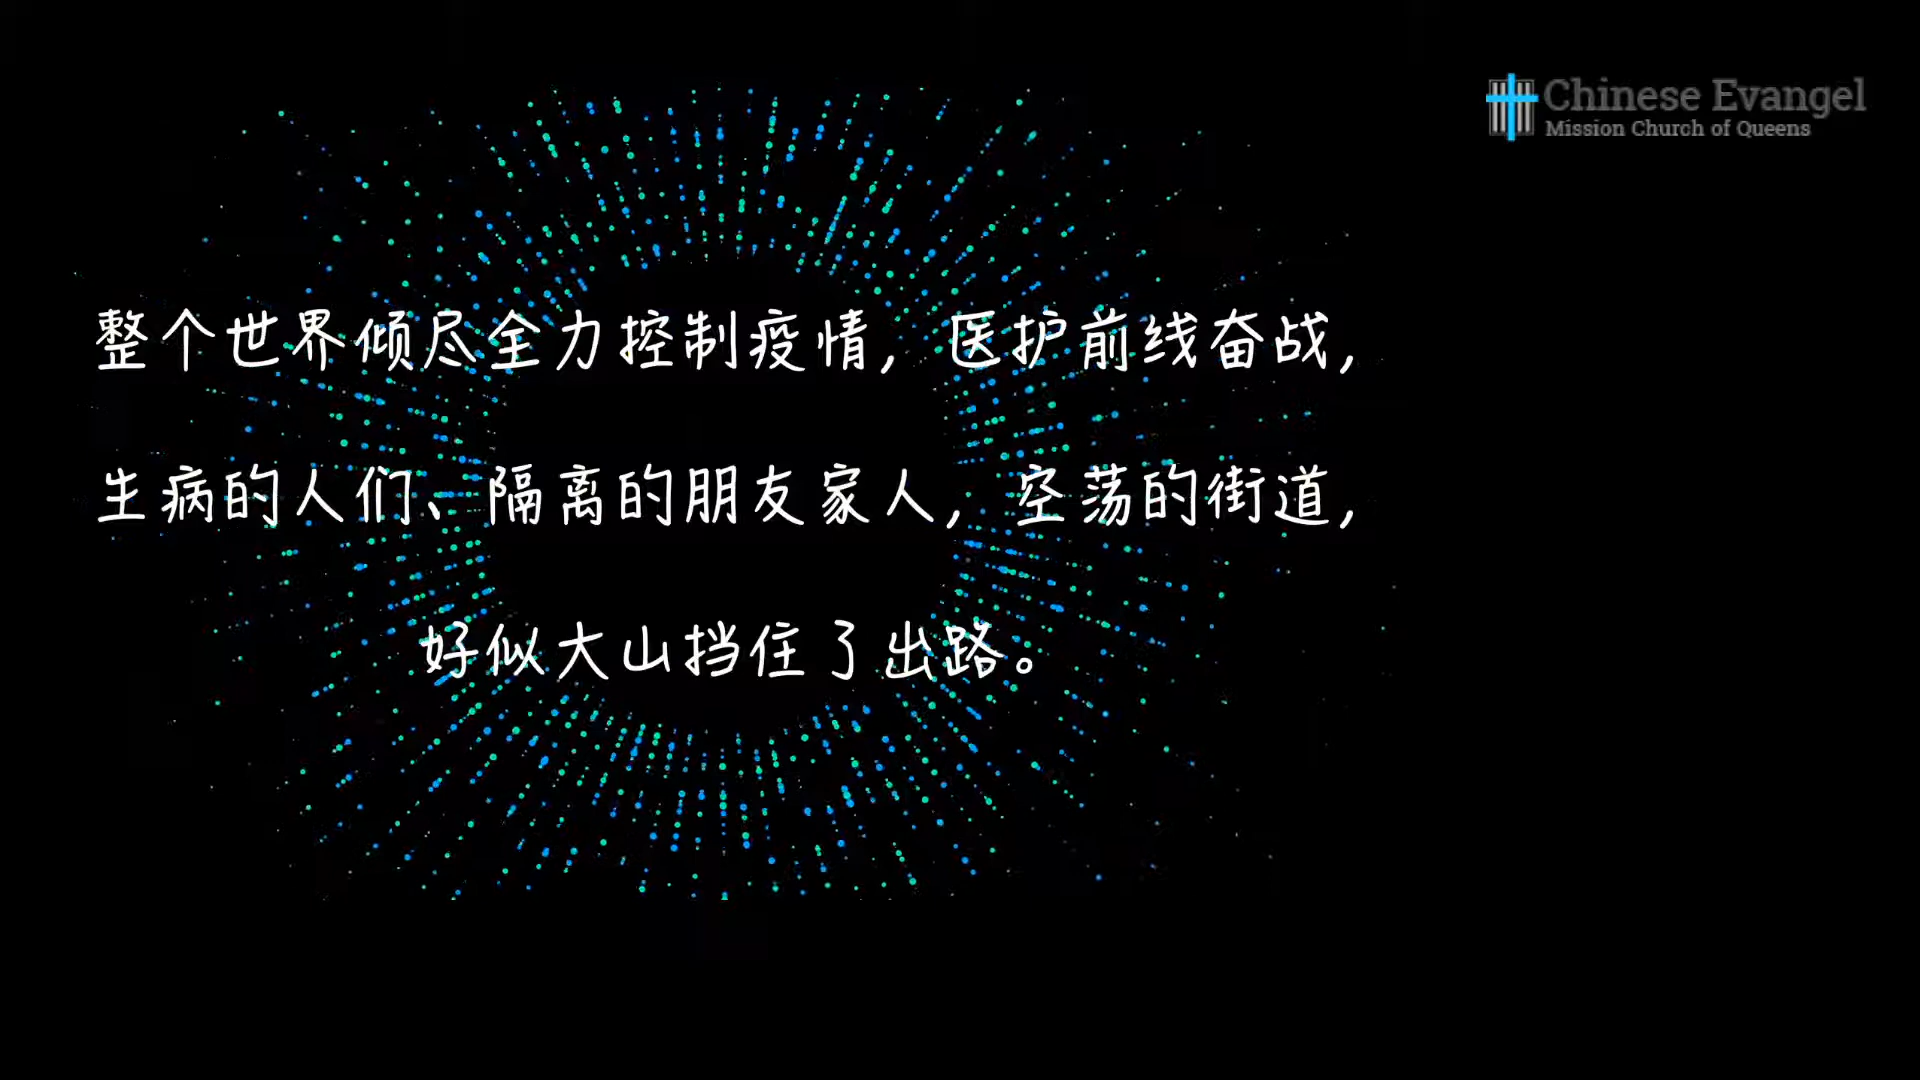 Chinese Evangel
Mission Church of Queens
整个世界倾尽全力控制疫情，医护前线奋战，
生病的人们、隔离的朋友家人，空荡的街道，
好似大山挡住了出路。